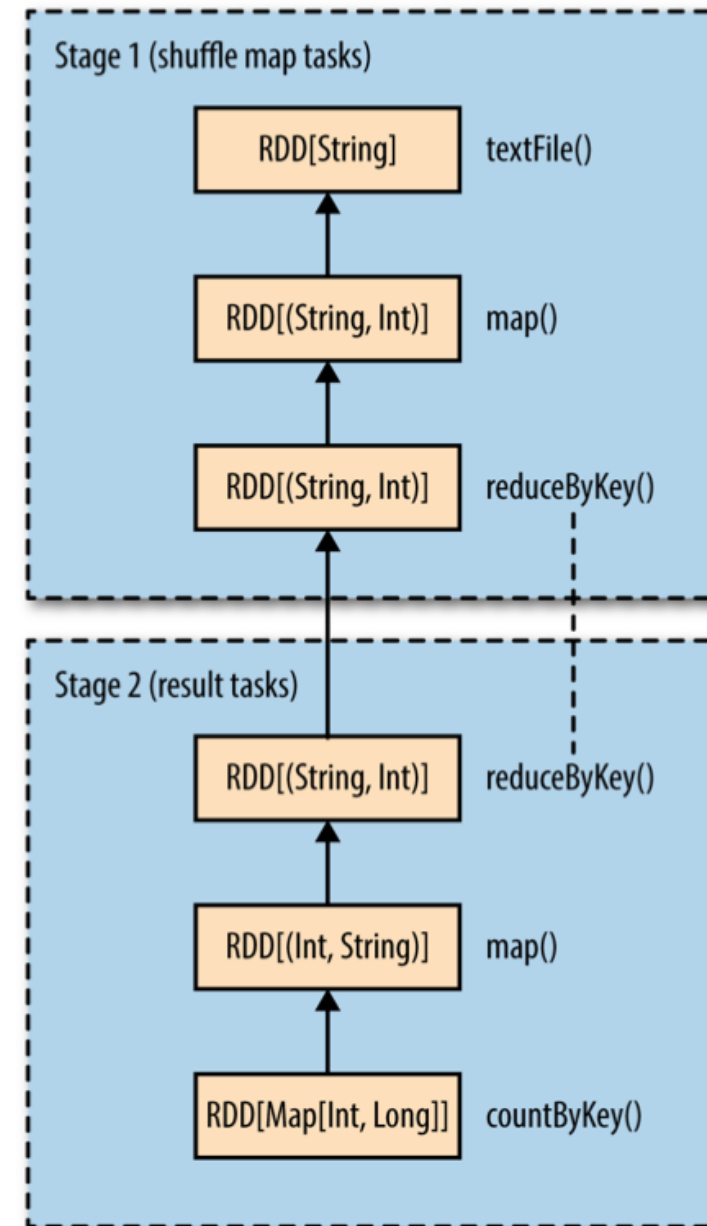 Stage 1 (shuffle map tasks)
RDD[String] textFile()
RDD[(String, Int)] map()
RDD[(String, Int)] reduceByKey()
Stage 2 (result tasks)
RDD[(String, Int)] reduceByKey()
RDD[(Int, String)] map()
RDD[Map[Int, Long]] countByKey()